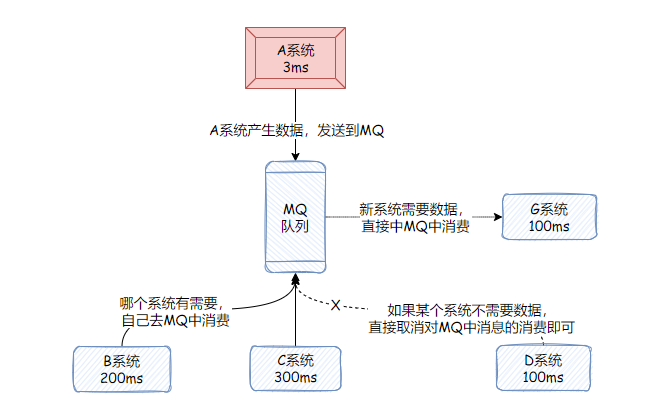 A系统
3ms
A系统产生数据，发送到MQ
MQ
队列
新系统需要数据，
直接中MQ中消费
G系统
100ms
哪个系统有需要，
自己去MQ中消费
X
如果某个系统不需要数据，
直接取消对MQ中消息的消费即可
B系统
200ms
C系统
300ms
D系统
100ms